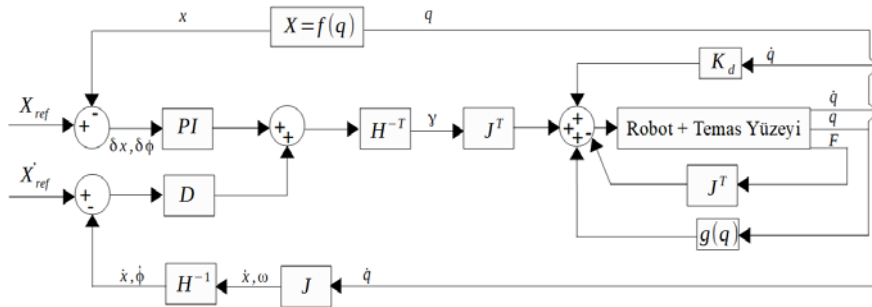 x
X=f(q)
q
K_d
q̇
X_ref
+
-
δx,δϕ
PI
+
+
H^{-T}
γ
J^T
+
+
+
-
Robot + Temas Yüzeyi
q̇
q
F
Ẋ_ref
+
-
D
J^T
g(q)
ẋ,ϕ̇
H^{-1}
ẋ,ω
J
q̇